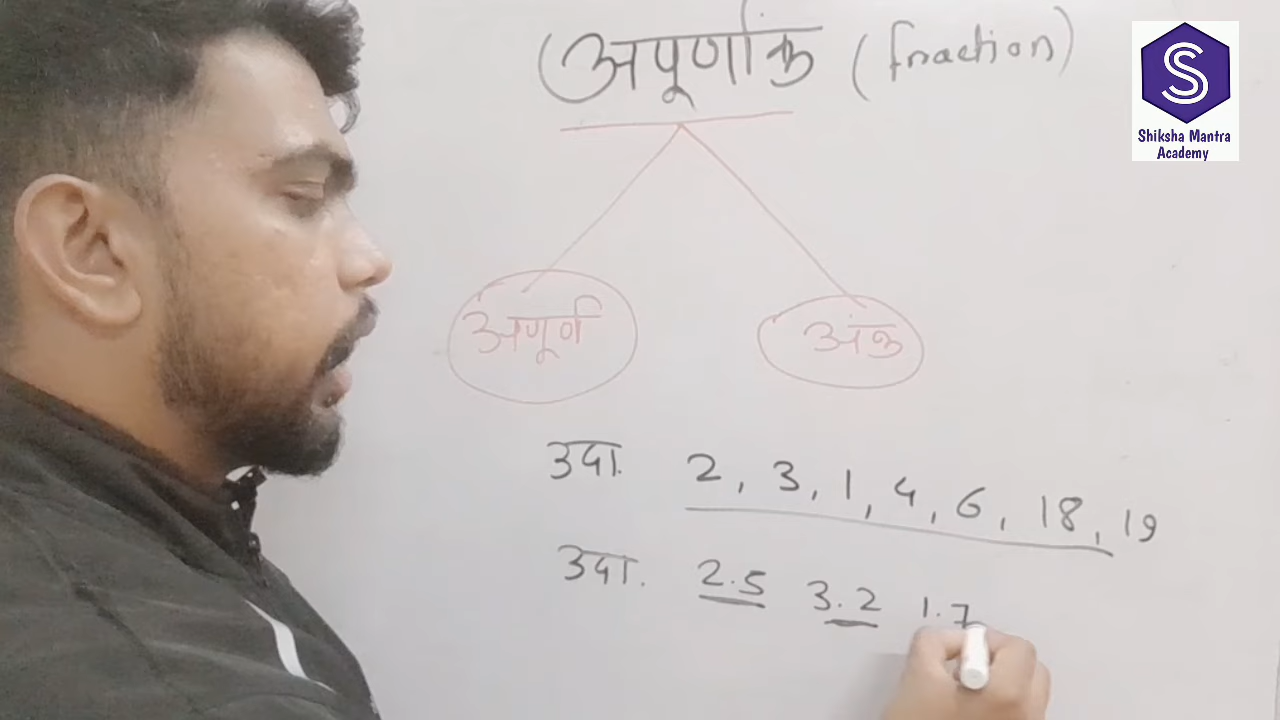 (अपूर्णांक (fraction)
S
Shiksha Mantra
Academy
अपूर्ण अंक
उदा. 2, 3, 1, 4, 6, 18, 19
उदा. 2.5 3.2 1.7